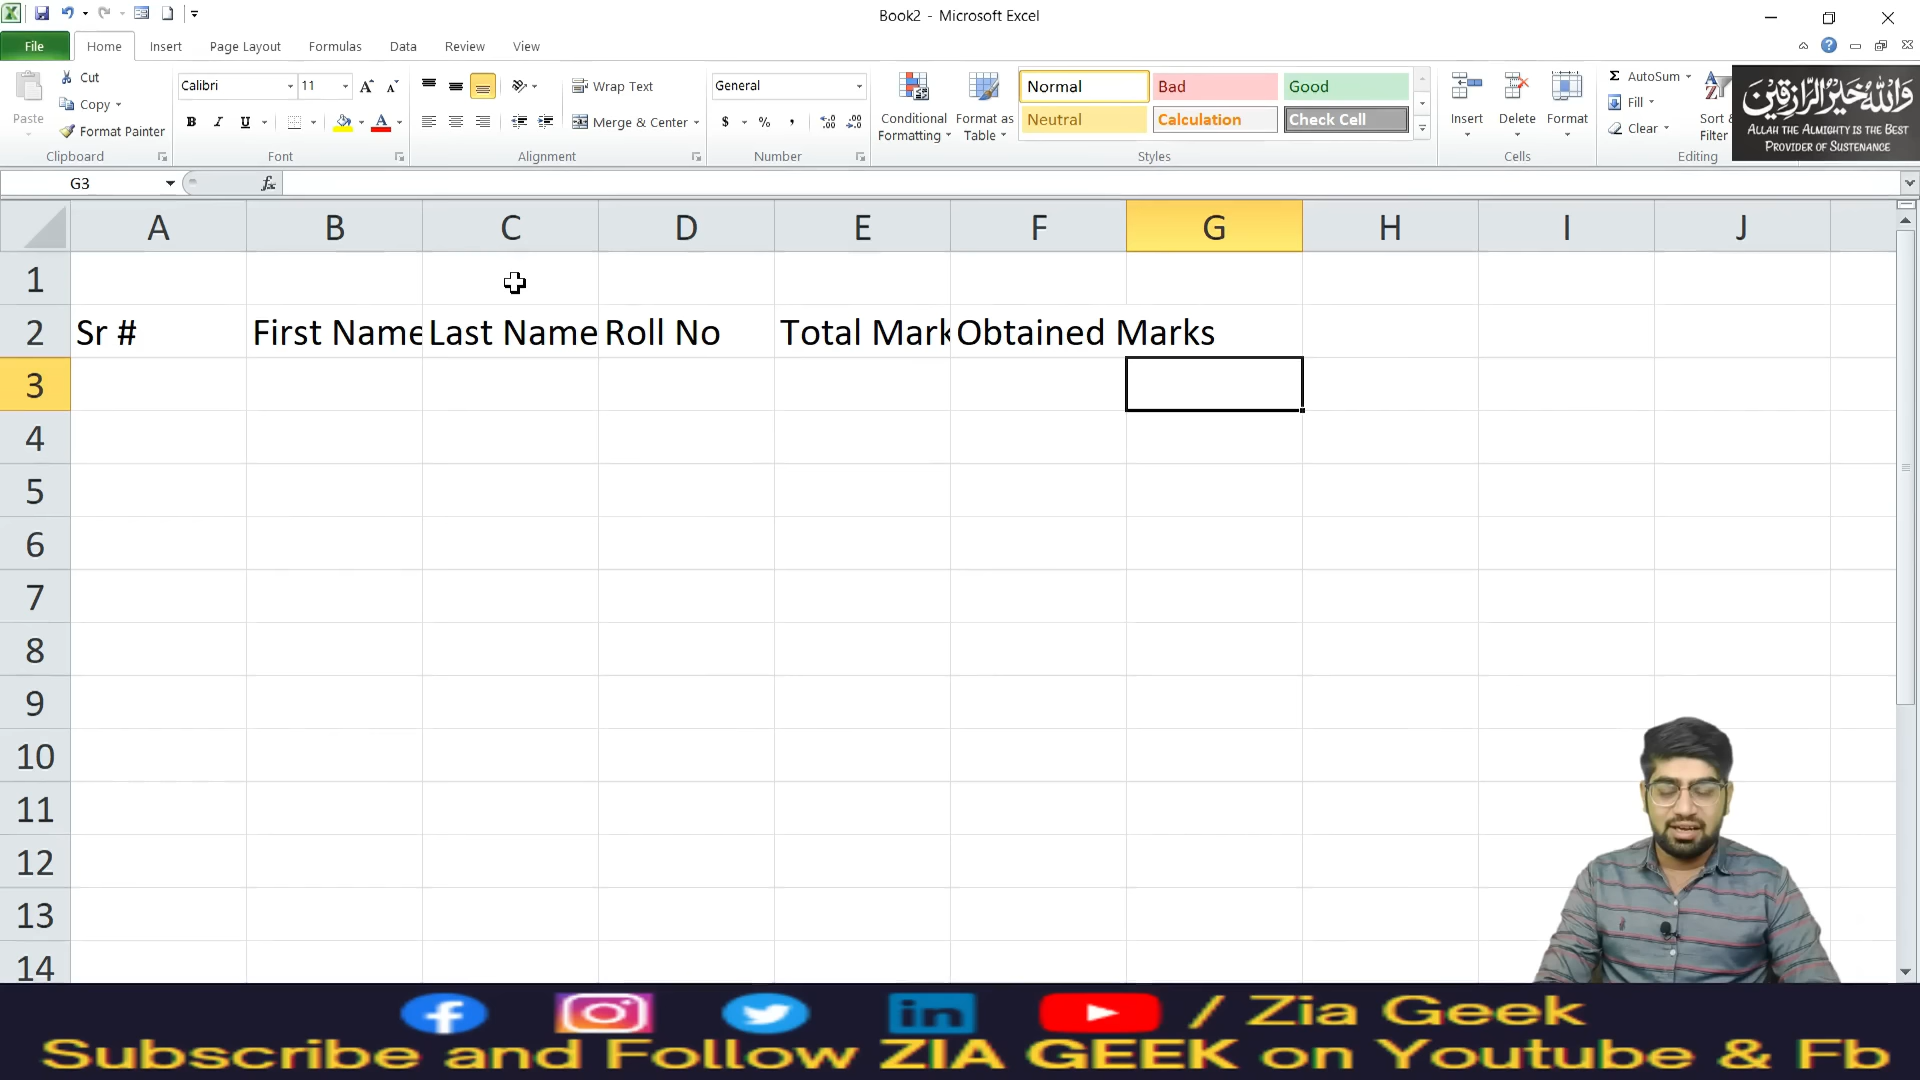 Book2 - Microsoft Excel
File Home Insert Page Layout Formulas Data Review View
Paste
Cut
Copy
Format Painter
Clipboard
Calibri 11
B I U
Font
Wrap Text
Merge & Center
Alignment
General
$ % ,
Number
Conditional Formatting
Format as Table
Normal Bad Good
Neutral Calculation Check Cell
Styles
Insert Delete Format
Cells
Σ AutoSum
Fill
Clear
Sort &
Filter
Editing
وَاللهُ خَيْرُ الرَّازِقِينَ
ALLAH THE ALMIGHTY IS THE BEST
PROVIDER OF SUSTENANCE
G3 fx
A B C D E F G H I J
1
2 Sr # First Name Last Name Roll No Total Mark Obtained Marks
3
4
5
6
7
8
9
10
11
12
13
14
/ Zia Geek
Subscribe and Follow ZIA GEEK on Youtube & Fb